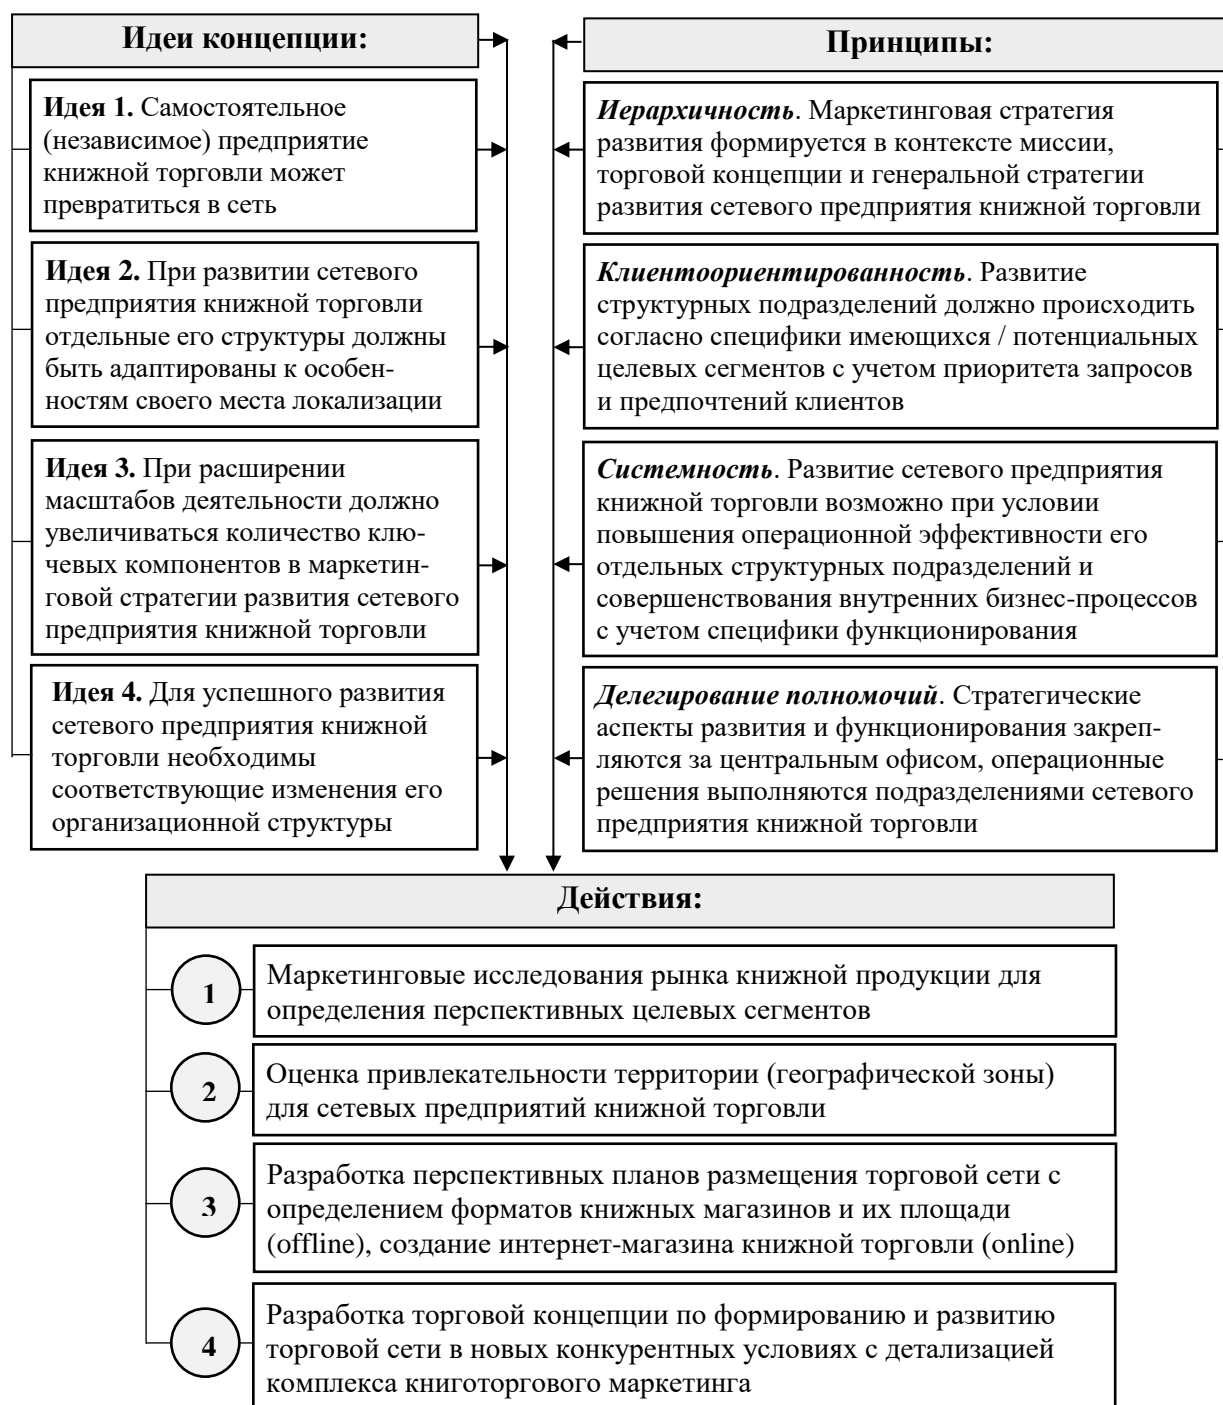 Идеи концепции:
Идея 1. Самостоятельное
(независимое) предприятие
книжной торговли может
превратиться в сеть
Идея 2. При развитии сетевого
предприятия книжной торговли
отдельные его структуры должны
быть адаптированы к особен-
ностям своего места локализации
Идея 3. При расширении
масштабов деятельности должно
увеличиваться количество клю-
чевых компонентов в маркетин-
говой стратегии развития сетевого
предприятия книжной торговли
Идея 4. Для успешного развития
сетевого предприятия книжной
торговли необходимы
соответствующие изменения его
организационной структуры
Принципы:
Иерархичность. Маркетинговая стратегия
развития формируется в контексте миссии,
торговой концепции и генеральной стратегии
развития сетевого предприятия книжной торговли
Клиентоориентированность. Развитие
структурных подразделений должно происходить
согласно специфики имеющихся / потенциальных
целевых сегментов с учетом приоритета запросов
и предпочтений клиентов
Системность. Развитие сетевого предприятия
книжной торговли возможно при условии
повышения операционной эффективности его
отдельных структурных подразделений и
совершенствования внутренних бизнес-процессов
с учетом специфики функционирования
Делегирование полномочий. Стратегические
аспекты развития и функционирования закреп-
ляются за центральным офисом, операционные
решения выполняются подразделениями сетевого
предприятия книжной торговли
Действия:
1
Маркетинговые исследования рынка книжной продукции для
определения перспективных целевых сегментов
2
Оценка привлекательности территории (географической зоны)
для сетевых предприятий книжной торговли
3
Разработка перспективных планов размещения торговой сети с
определением форматов книжных магазинов и их площади
(offline), создание интернет-магазина книжной торговли (online)
4
Разработка торговой концепции по формированию и развитию
торговой сети в новых конкурентных условиях с детализацией
комплекса книготоргового маркетинга